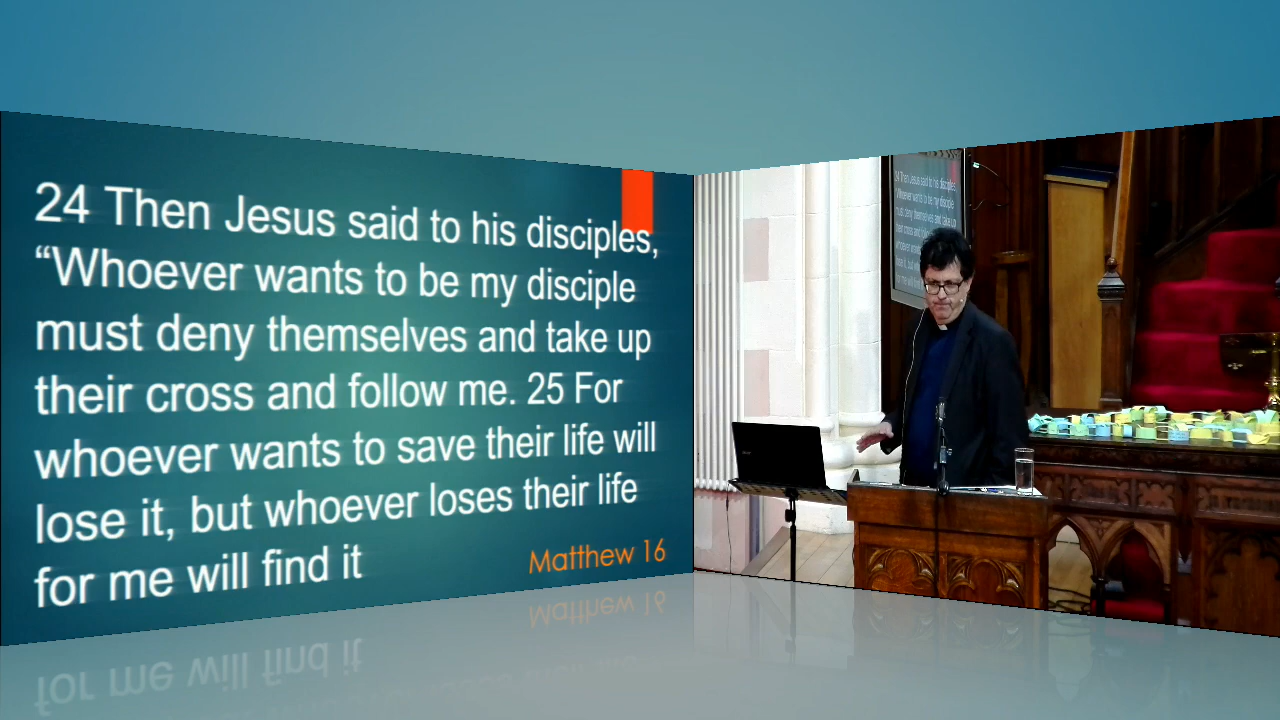 24 Then Jesus said to his disciples,
“Whoever wants to be my disciple
must deny themselves and take up
their cross and follow me. 25 For
whoever wants to save their life will
lose it, but whoever loses their life
for me will find it
Matthew 16